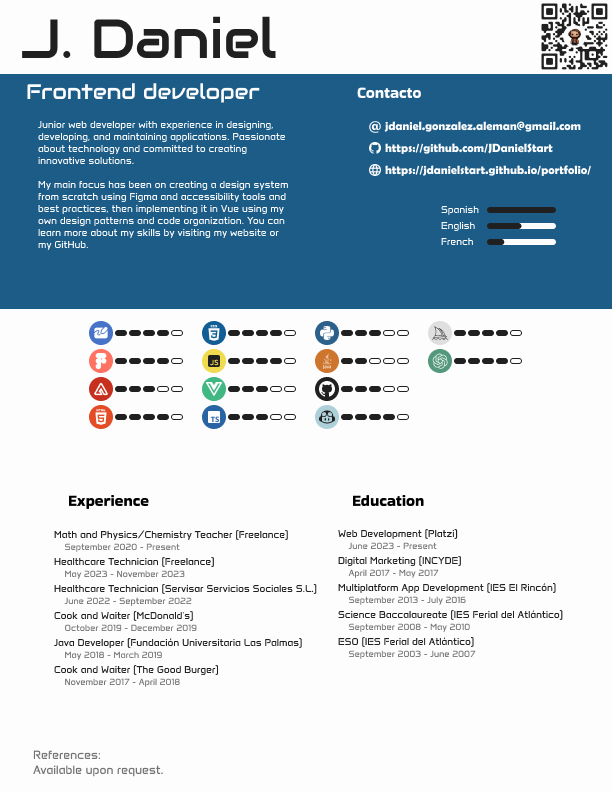 J. Daniel
Frontend developer
Junior web developer with experience in designing,
developing, and maintaining applications. Passionate
about technology and committed to creating
innovative solutions.
My main focus has been on creating a design system
from scratch using Figma and accessibility tools and
best practices, then implementing it in Vue using my
own design patterns and code organization. You can
learn more about my skills by visiting my website or
my GitHub.
Contacto
jdaniel.gonzalez.aleman@gmail.com
https://github.com/JDanielStart
https://jdanielstart.github.io/portfolio/
Spanish
English
French
JS
TS
Experience
Math and Physics/Chemistry Teacher (Freelance)
September 2020 - Present
Healthcare Technician (Freelance)
May 2023 - November 2023
Healthcare Technician (Servisar Servicios Sociales S.L.)
June 2022 - September 2022
Cook and Waiter (McDonald's)
October 2019 - December 2019
Java Developer (Fundación Universitaria Las Palmas)
May 2018 - March 2019
Cook and Waiter (The Good Burger)
November 2017 - April 2018
Education
Web Development (Platzi)
June 2023 - Present
Digital Marketing (INCYDE)
April 2017 - May 2017
Multiplatform App Development (IES El Rincón)
September 2013 - July 2016
Science Baccalaureate (IES Ferial del Atlántico)
September 2008 - May 2010
ESO (IES Ferial del Atlántico)
September 2003 - June 2007
References:
Available upon request.